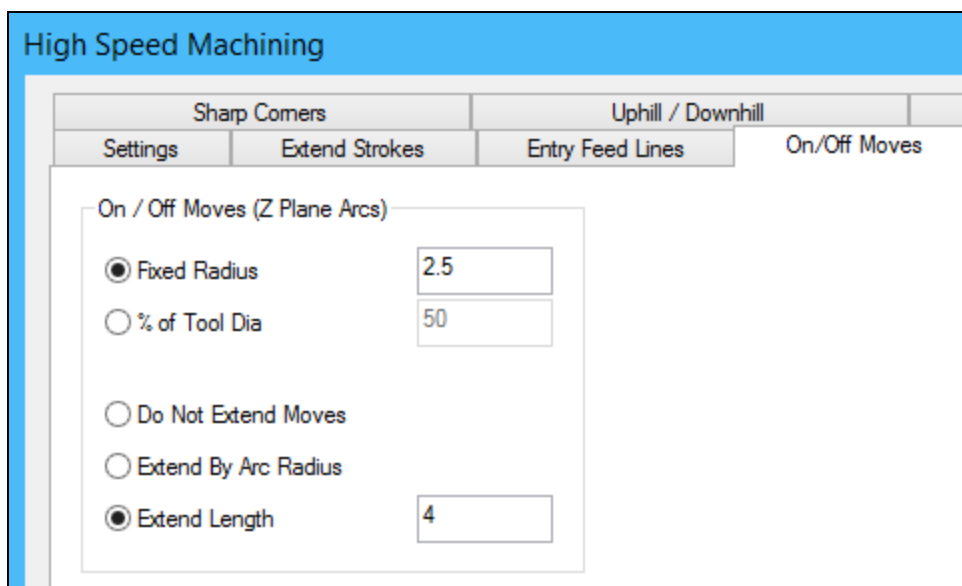 High Speed Machining
Sharp Corners Uphill / Downhill
Settings Extend Strokes Entry Feed Lines On/Off Moves
On / Off Moves (Z Plane Arcs)
Fixed Radius 2.5
% of Tool Dia 50
Do Not Extend Moves
Extend By Arc Radius
Extend Length 4